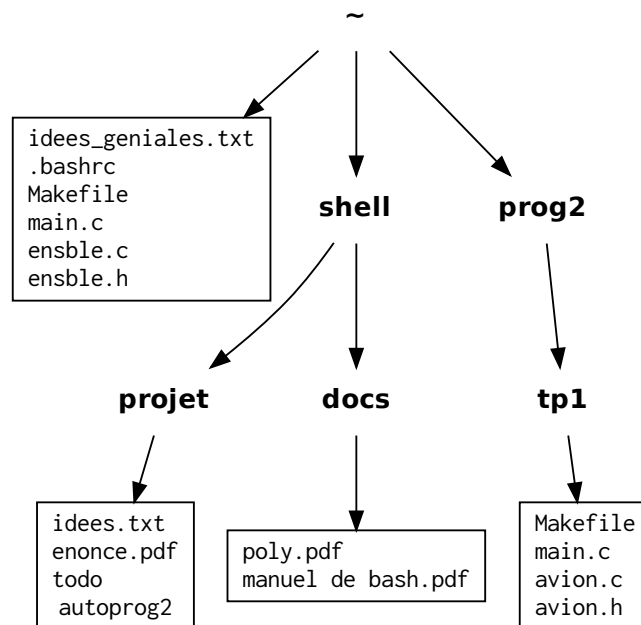 ~
idees_geniales.txt
.bashrc
Makefile
main.c
ensble.c
ensble.h
shell
prog2
projet
docs
tp1
idees.txt
enonce.pdf
todo
autoprog2
poly.pdf
manuel de bash.pdf
Makefile
main.c
avion.c
avion.h